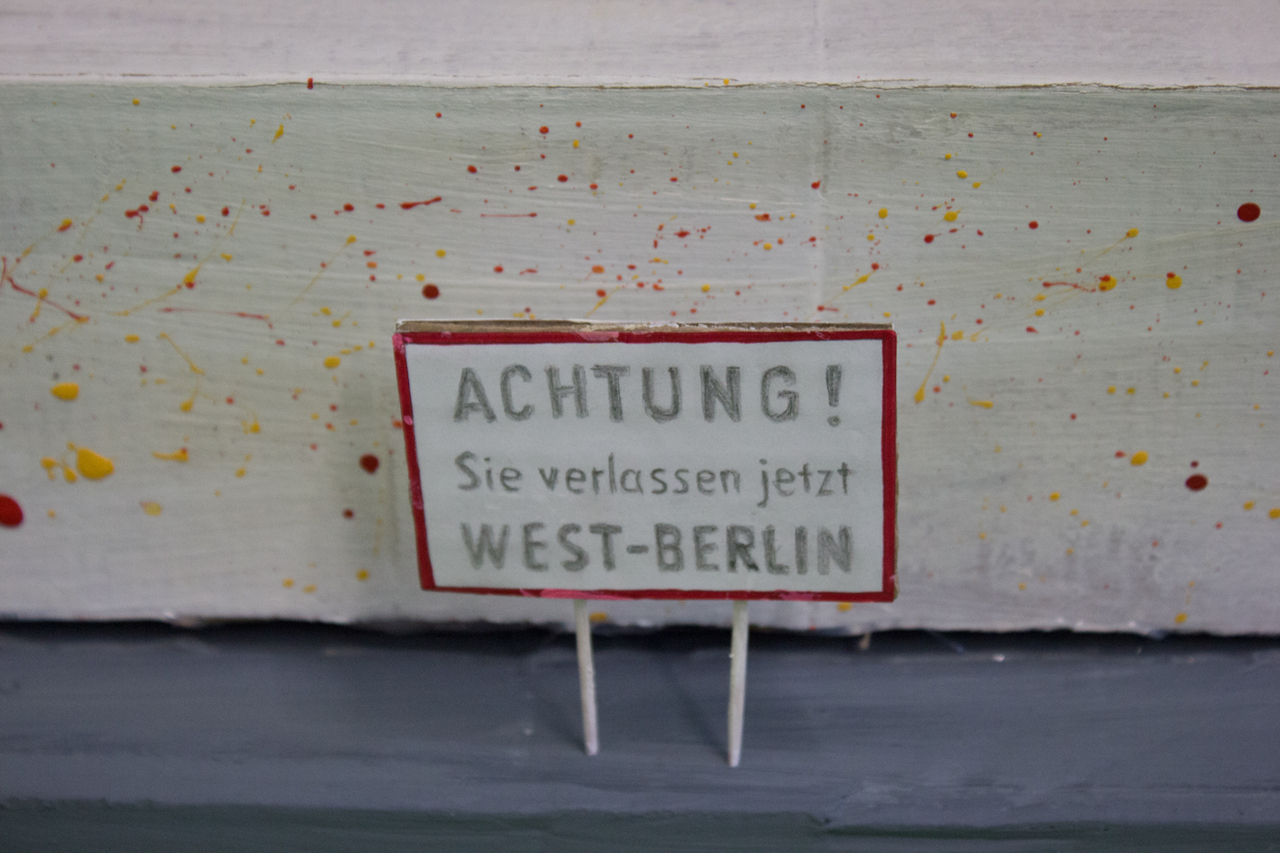 ACHTUNG!
Sie verlassen jetzt
WEST-BERLIN